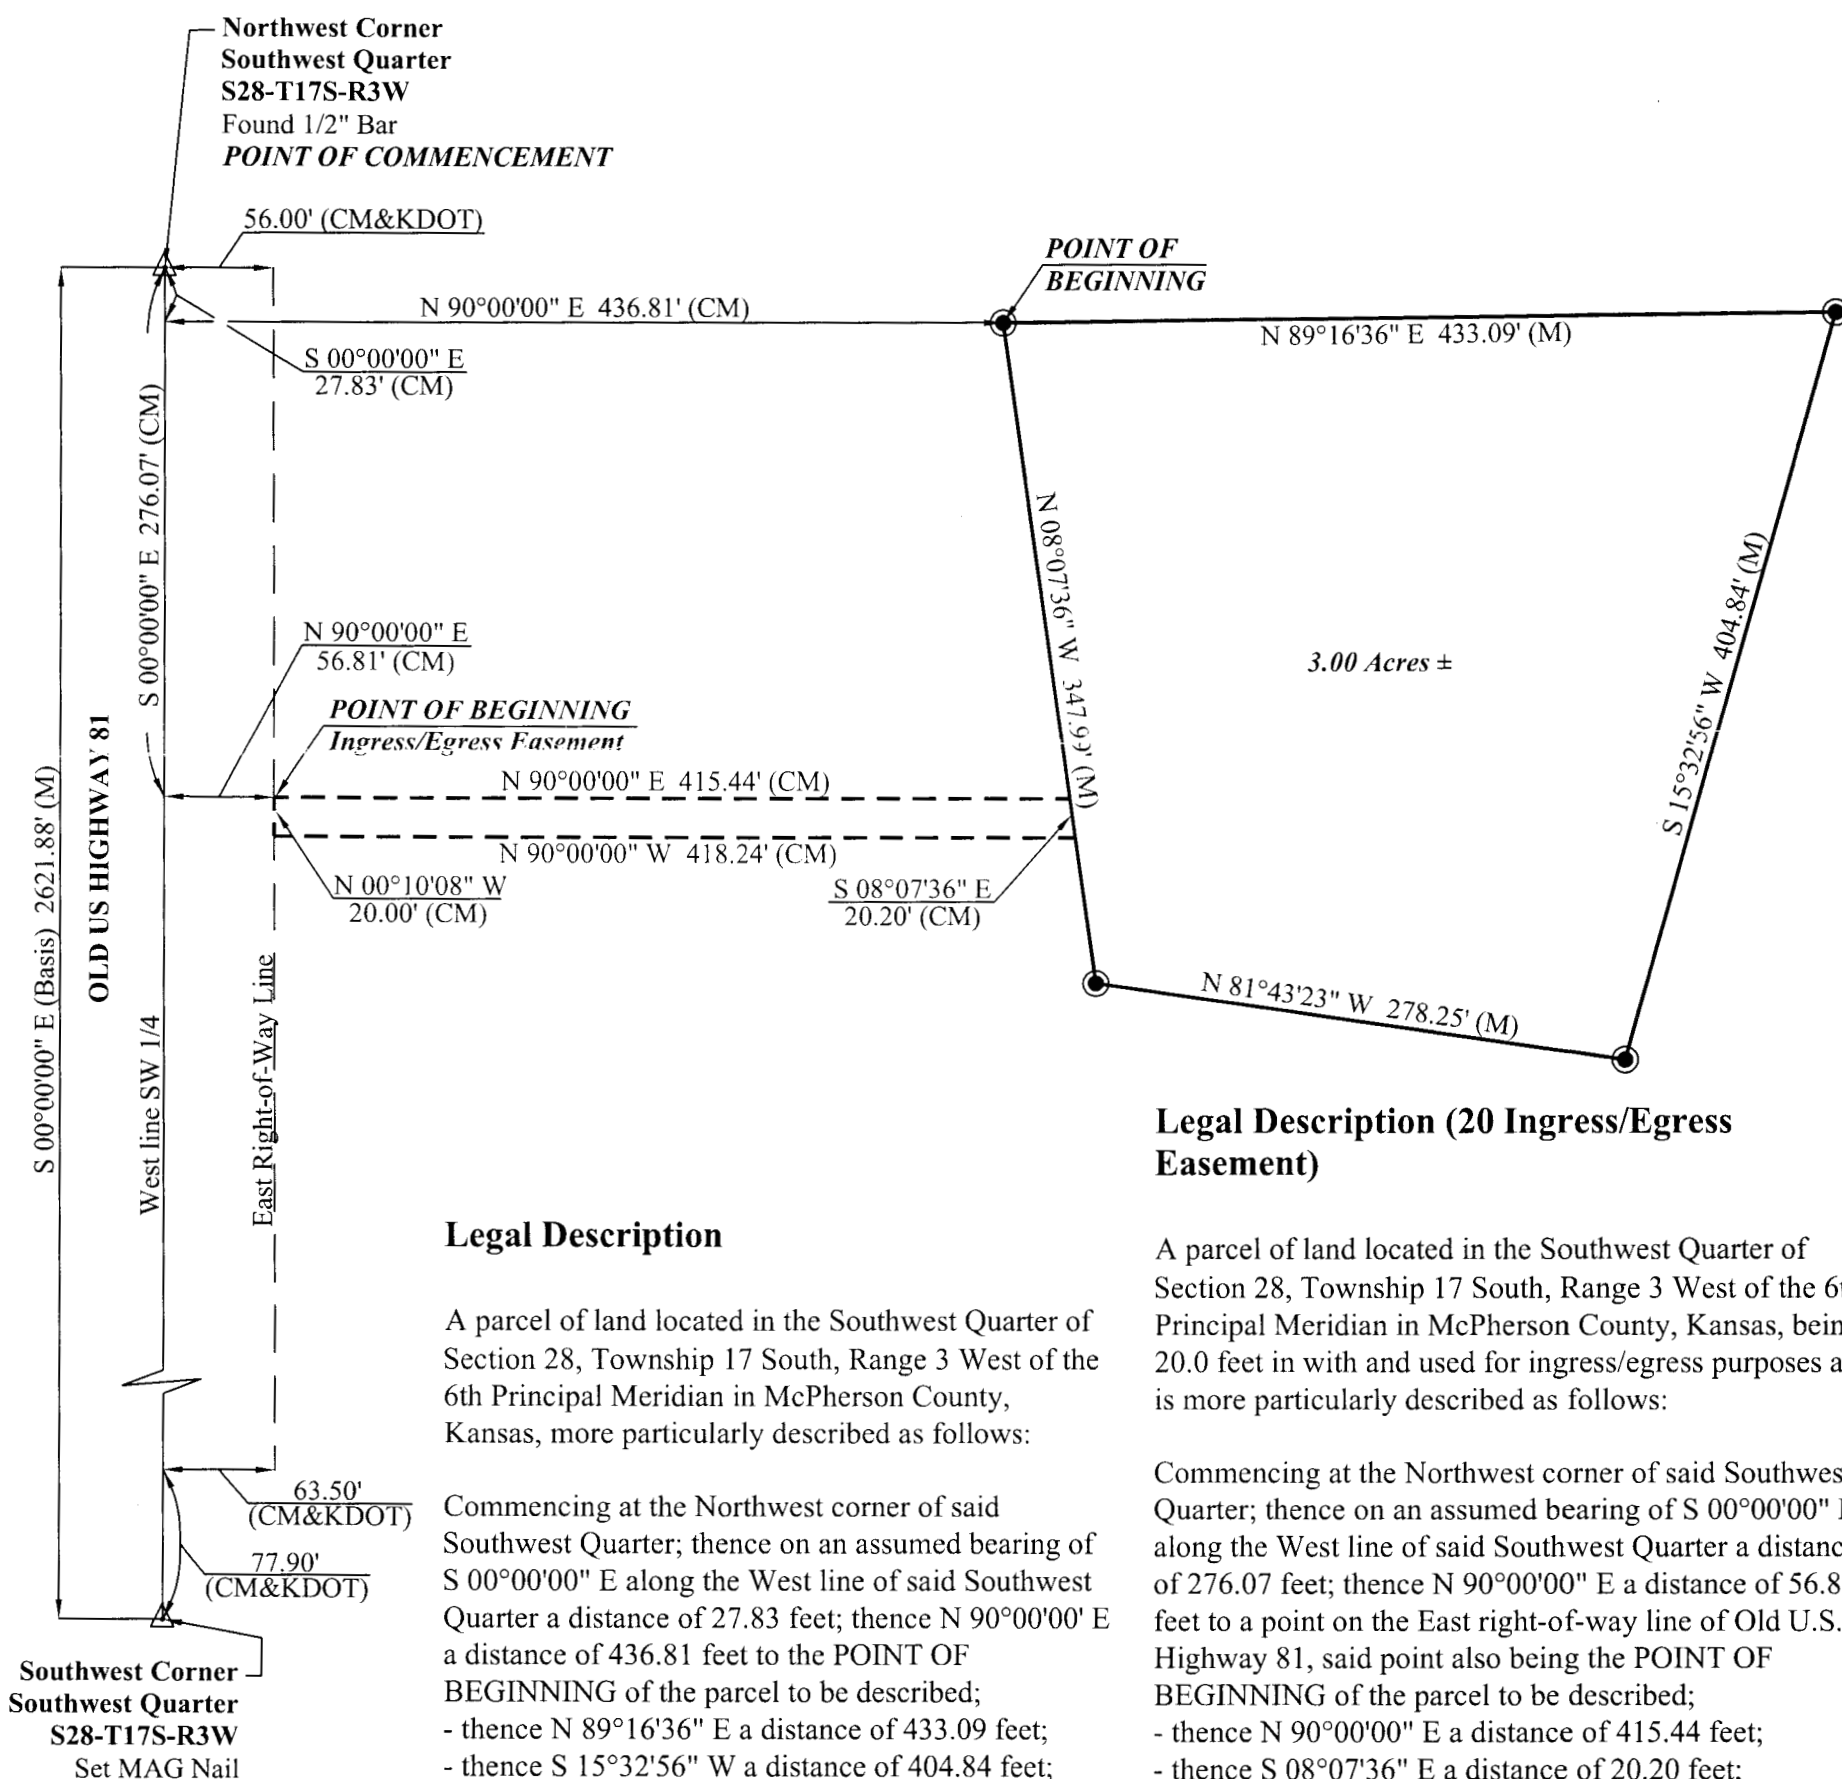 Northwest Corner
Southwest Quarter
S28-T17S-R3W
Found 1/2" Bar
POINT OF COMMENCEMENT
56.00' (CM&KDOT)
POINT OF
BEGINNING
N 90°00'00" E 436.81' (CM)
N 89°16'36" E 433.09' (M)
S 00°00'00" E
27.83' (CM)
S 00°00'00" E 276.07' (CM)
N 08°07'36" W 347.99' (M)
S 15°32'56" W 404.84' (M)
N 90°00'00" E
56.81' (CM)
3.00 Acres ±
POINT OF BEGINNING
Ingress/Egress Easement
N 90°00'00" E 415.44' (CM)
N 90°00'00" W 418.24' (CM)
N 00°10'08" W
20.00' (CM)
S 08°07'36" E
20.20' (CM)
S 00°00'00" E (Basis) 2621.88' (M)
OLD US HIGHWAY 81
West line SW 1/4
East Right-of-Way Line
N 81°43'23" W 278.25' (M)
63.50'
(CM&KDOT)
77.90'
(CM&KDOT)
Southwest Corner
Southwest Quarter
S28-T17S-R3W
Set MAG Nail
Legal Description
A parcel of land located in the Southwest Quarter of
Section 28, Township 17 South, Range 3 West of the
6th Principal Meridian in McPherson County,
Kansas, more particularly described as follows:
Commencing at the Northwest corner of said
Southwest Quarter; thence on an assumed bearing of
S 00°00'00" E along the West line of said Southwest
Quarter a distance of 27.83 feet; thence N 90°00'00' E
a distance of 436.81 feet to the POINT OF
BEGINNING of the parcel to be described;
- thence N 89°16'36" E a distance of 433.09 feet;
- thence S 15°32'56" W a distance of 404.84 feet;
Legal Description (20 Ingress/Egress
Easement)
A parcel of land located in the Southwest Quarter of
Section 28, Township 17 South, Range 3 West of the
Principal Meridian in McPherson County, Kansas,
20.0 feet in with and used for ingress/egress purposes
is more particularly described as follows:
Commencing at the Northwest corner of said
Quarter; thence on an assumed bearing of S 00°00'00"
along the West line of said Southwest Quarter a
of 276.07 feet; thence N 90°00'00" E a distance of
feet to a point on the East right-of-way line of Old U.S.
Highway 81, said point also being the POINT OF
BEGINNING of the parcel to be described;
- thence N 90°00'00" E a distance of 415.44 feet;
- thence S 08°07'36" E a distance of 20.20 feet;